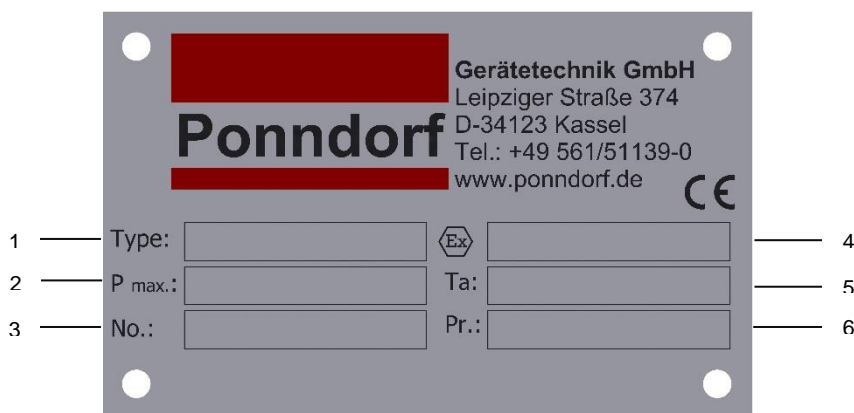 Ponndorf
Gerätetechnik GmbH
Leipziger Straße 374
D-34123 Kassel
Tel.: +49 561/51139-0
www.ponndorf.de
CE
1 Type: Ex 4
2 P max.: Ta: 5
3 No.: Pr.: 6